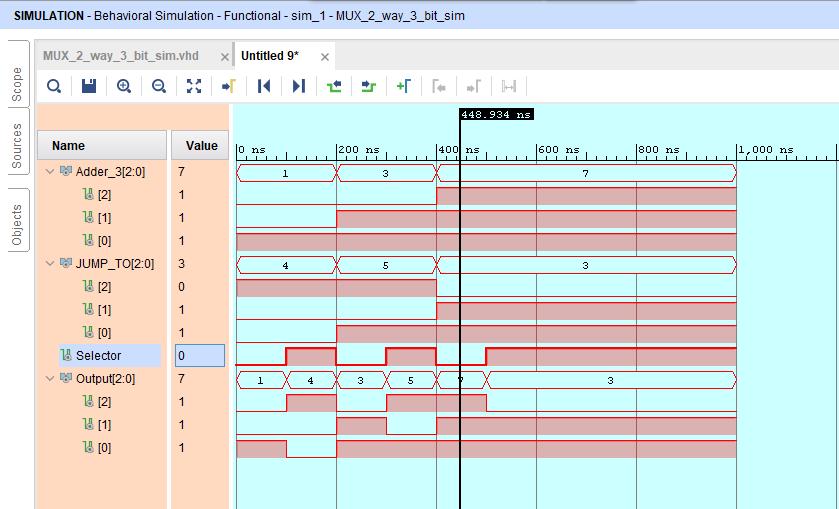 SIMULATION - Behavioral Simulation - Functional - sim_1 - MUX_2_way_3_bit_sim
Scope
Sources
Objects
MUX_2_way_3_bit_sim.vhd ×
Untitled 9* ×
448.934 ns
Name Value
0 ns 200 ns 400 ns 600 ns 800 ns 1,000 ns
Adder_3[2:0] 7 1 3 7
[2] 1
[1] 1
[0] 1
JUMP_TO[2:0] 3 4 5 3
[2] 0
[1] 1
[0] 1
Selector 0
Output[2:0] 7 1 4 3 5 7 3
[2] 1
[1] 1
[0] 1